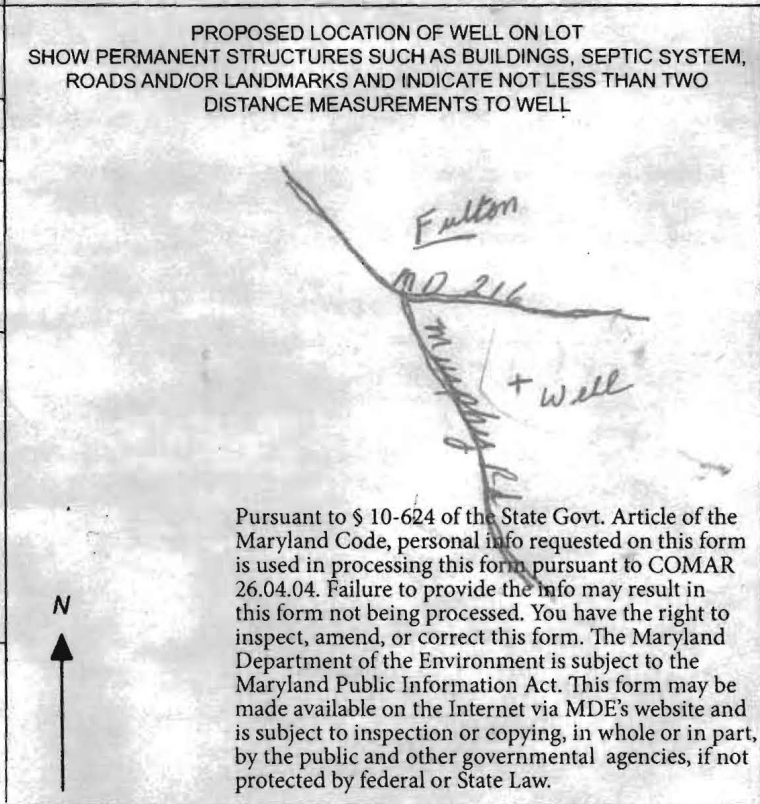 PROPOSED LOCATION OF WELL ON LOT
SHOW PERMANENT STRUCTURES SUCH AS BUILDINGS, SEPTIC SYSTEM,
ROADS AND/OR LANDMARKS AND INDICATE NOT LESS THAN TWO
DISTANCE MEASUREMENTS TO WELL
Fulton
MD 216
Murphy Rd
+ Well
Pursuant to § 10-624 of the State Govt. Article of the
Maryland Code, personal info requested on this form
is used in processing this form pursuant to COMAR
26.04.04. Failure to provide the info may result in
this form not being processed. You have the right to
inspect, amend, or correct this form. The Maryland
Department of the Environment is subject to the
Maryland Public Information Act. This form may be
made available on the Internet via MDE's website and
is subject to inspection or copying, in whole or in part,
by the public and other governmental agencies, if not
protected by federal or State Law.
N